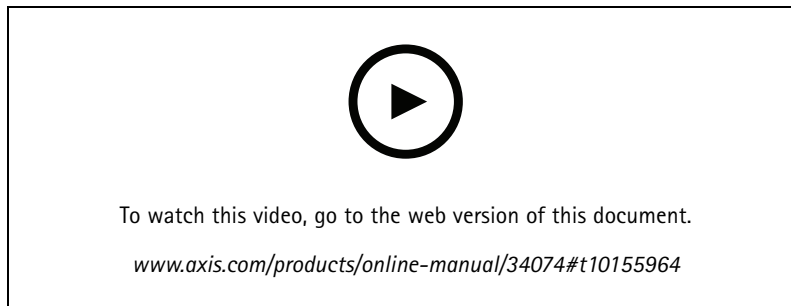 To watch this video, go to the web version of this document.
www.axis.com/products/online-manual/34074#t10155964